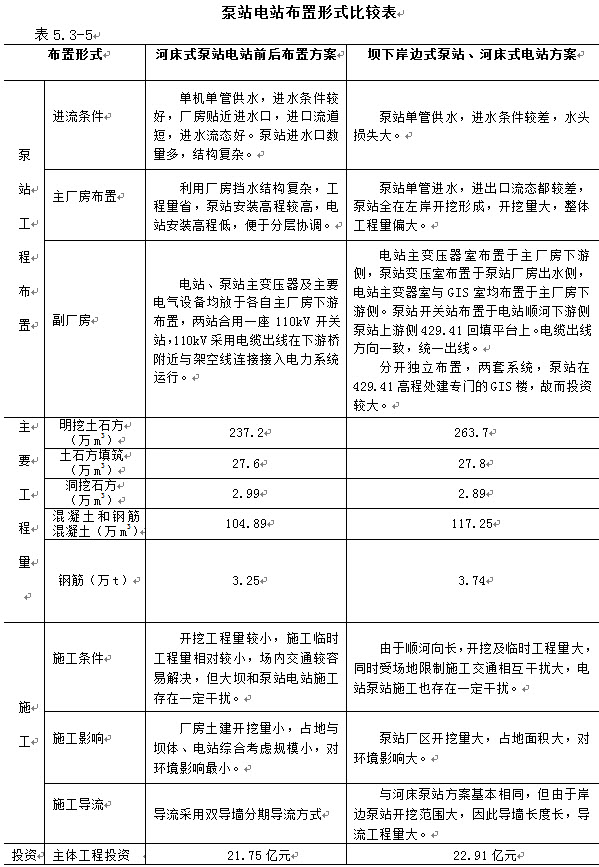 泵站电站布置形式比较表
表 5.3-5
布置形式
河床式泵站电站前后布置方案
坝下岸边式泵站、河床式电站方案
泵站工程布置
进流条件
单机单管供水，进水条件较
好，厂房贴近进水口，进口流道
短，进水流态好。泵站进水口数
量多，结构复杂。
泵站单管供水，进水条件较差，水头
损失大。
主厂房布置
利用厂房挡水结构复杂，工
程量省，泵站安装高程较高，电
站安装高程低，便于分层协调。
泵站单管进水，进出口流态都较差，
泵站全在左岸开挖形成，开挖量大，整体
工程量偏大。
副厂房
电站、泵站主变压器及主要
电气设备均放于各自主厂房下游
布置，两站合用一座 110kV 开关
站，110kV 采用电缆出线在下游桥
附近与架空线连接接入电力系统
运行。
电站主变压器室布置于主厂房下游
侧，泵站变压室布置于泵站厂房出水侧，
电站主变器室与 GIS 室均布置于主厂房下
游侧。泵站开关站布置于电站顺河下游侧
泵站上游侧 429.41 回填平台上。电缆出线
方向一致，统一出线。
分开独立布置，两套系统，泵站在
429.41 高程处建专门的 GIS 楼，故而投资
较大。
主要工程量
明挖土石方
（万 m³）
237.2
263.7
土石方填筑
（万 m³）
27.6
27.8
洞挖石方
（万 m³）
2.99
2.89
混凝土和钢筋
混凝土（万 m³）
104.89
117.25
钢筋（万 t）
3.25
3.74
施工
施工条件
开挖工程量较小，施工临时
工程量相对较小，场内交通较容
易解决，但大坝和泵站电站施工
存在一定干扰。
由于顺河向长，开挖及临时工程量大，
同时受场地限制施工交通相互干扰大，电
站泵站施工也存在一定干扰。
施工影响
厂房土建开挖量小，占地与
坝体、电站综合考虑规模小，对
环境影响最小。
泵站厂区开挖量大，占地面积大，对
环境影响大。
施工导流
导流采用双导墙分期导流方式
与河床泵站方案基本相同，但由于岸
边泵站开挖范围大，因此导墙长度长，导
流工程量大。
投资
主体工程投资
21.75 亿元
22.91 亿元